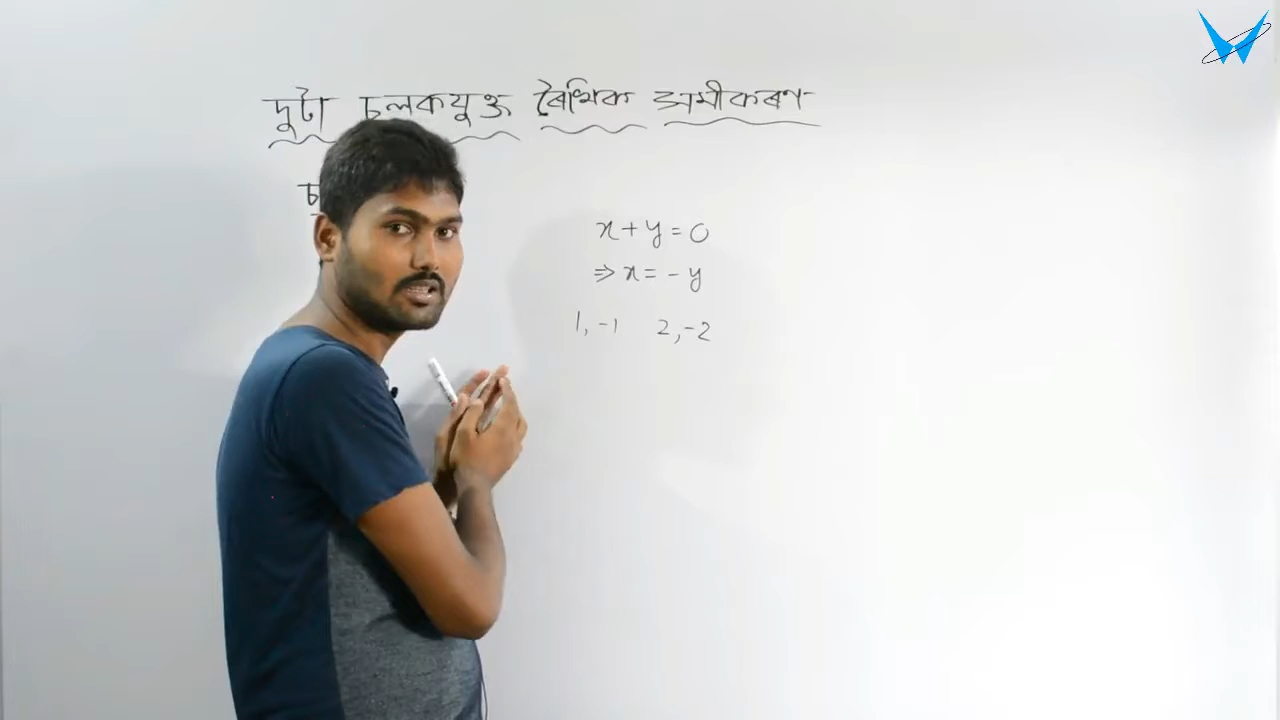 দুটা চলকযুক্ত ৰৈখিক সমীকৰণ
x + y = 0
⇒ x = - y
1, -1 2, -2